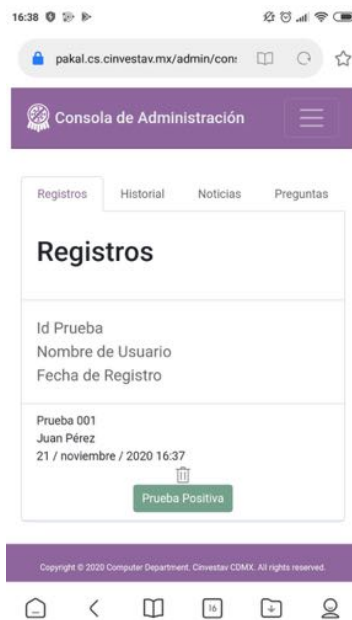 16:38
pakal.cs.cinvestav.mx/admin/con
Consola de Administración
Registros Historial Noticias Preguntas
Registros
Id Prueba
Nombre de Usuario
Fecha de Registro
Prueba 001
Juan Pérez
21 / noviembre / 2020 16:37
Prueba Positiva
Copyright © 2020 Computer Department, Cinvestav CDMX. All rights reserved.
16